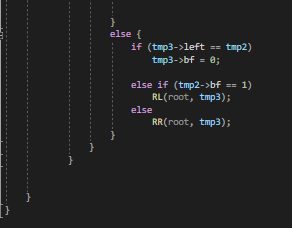 }
else {
if (tmp3->left == tmp2)
tmp3->bf = 0;
else if (tmp2->bf == 1)
RL(root, tmp3);
else
RR(root, tmp3);
}
}
}
}
}